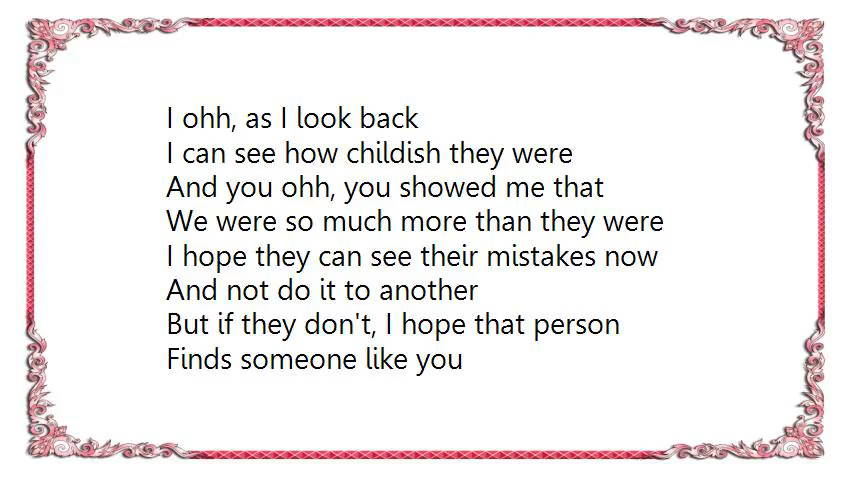 I ohh, as I look back
I can see how childish they were
And you ohh, you showed me that
We were so much more than they were
I hope they can see their mistakes now
And not do it to another
But if they don't, I hope that person
Finds someone like you